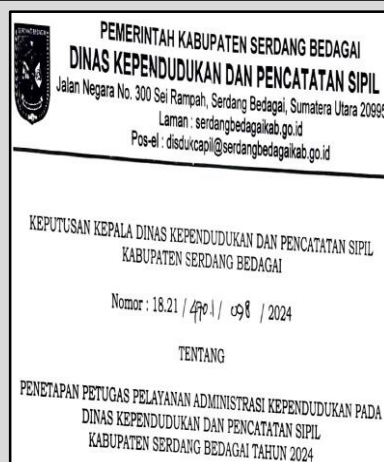 PEMERINTAH KABUPATEN SERDANG BEDAGAI
DINAS KEPENDUDUKAN DAN PENCATATAN SIPIL
Jalan Negara No. 300 Sei Rampah, Serdang Bedagai, Sumatera Utara 20995
Laman : serdangbedagaikab.go.id
Pos-el : disdukcapil@serdangbedagaikab.go.id
KEPUTUSAN KEPALA DINAS KEPENDUDUKAN DAN PENCATATAN SIPIL
KABUPATEN SERDANG BEDAGAI
Nomor : 18.21 / 470.1 / 098 / 2024
TENTANG
PENETAPAN PETUGAS PELAYANAN ADMINISTRASI KEPENDUDUKAN PADA
DINAS KEPENDUDUKAN DAN PENCATATAN SIPIL
KABUPATEN SERDANG BEDAGAI TAHUN 2024